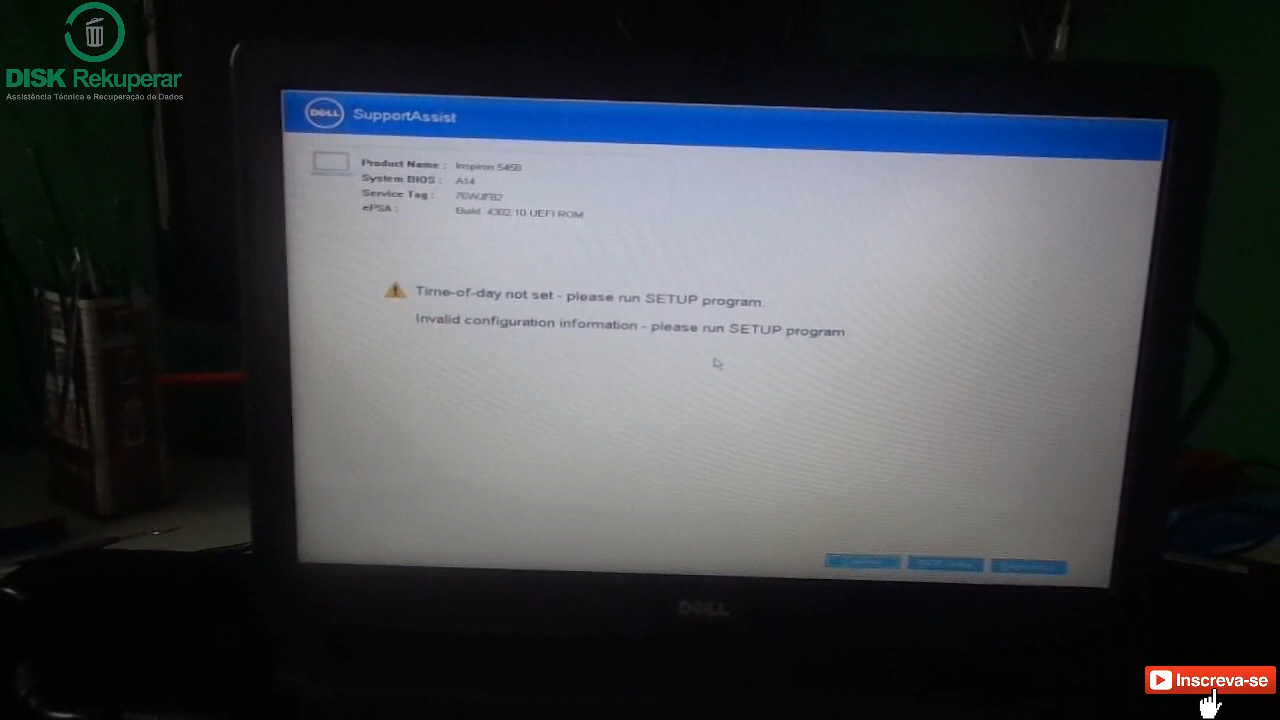 DISK Rekuperar
Assistência Técnica e Recuperação de Dados
DELL SupportAssist
Product Name : Inspiron 5458
System BIOS : A14
Service Tag : 76WJFB2
ePSA : Build 4302.10 UEFI ROM
Time-of-day not set - please run SETUP program.
Invalid configuration information - please run SETUP program
DELL
Inscreva-se